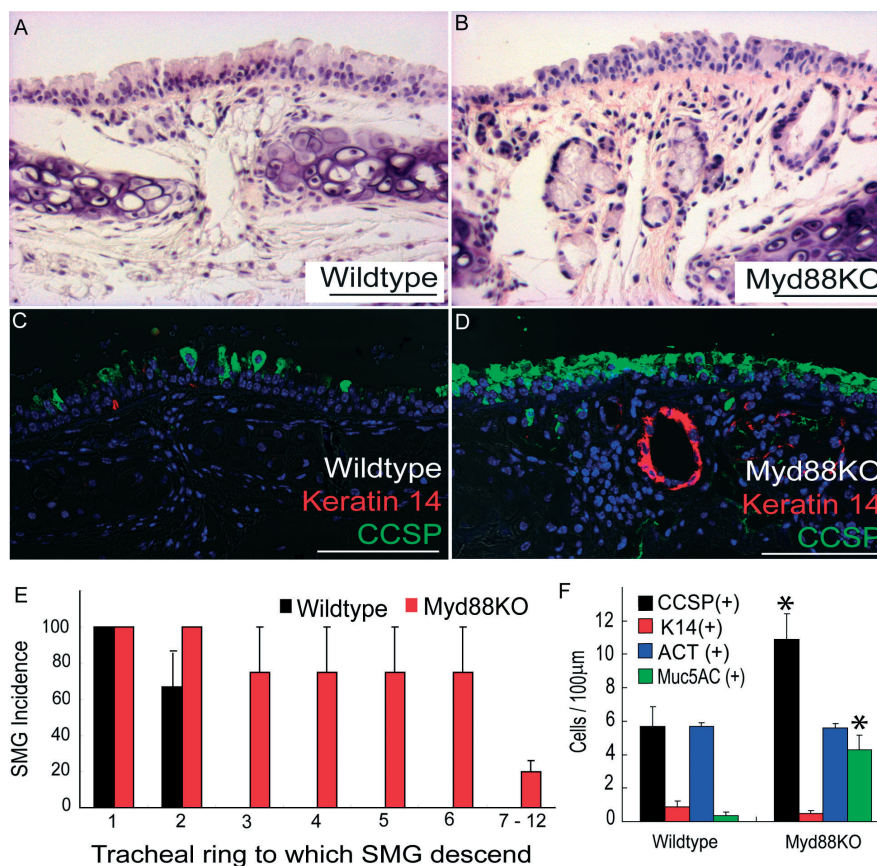 A
B
Wildtype
Myd88KO
C
D
Wildtype
Keratin 14
CCSP
Myd88KO
Keratin 14
CCSP
E
Wildtype
Myd88KO
SMG Incidence
100
80
60
40
20
0
1
2
3
4
5
6
7 - 12
Tracheal ring to which SMG descend
F
CCSP(+)
K14(+)
ACT (+)
Muc5AC (+)
*
*
Cells / 100µm
12
10
8
6
4
2
0
Wildtype
Myd88KO